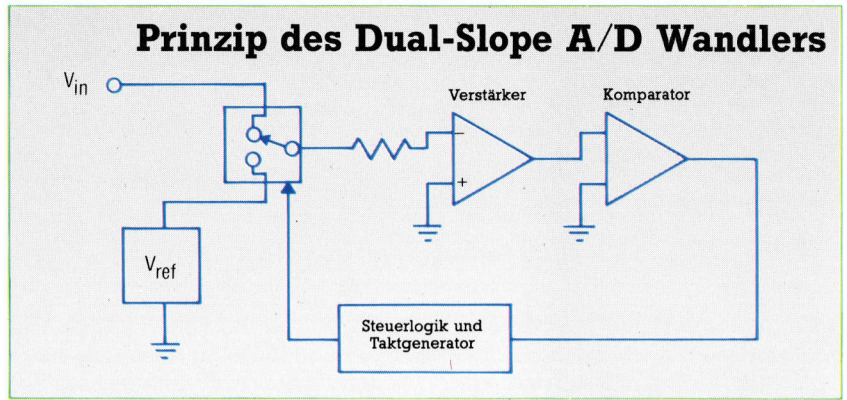 Prinzip des Dual-Slope A/D Wandlers
Vin
Verstärker
Komparator
−
+
Vref
Steuerlogik und
Taktgenerator